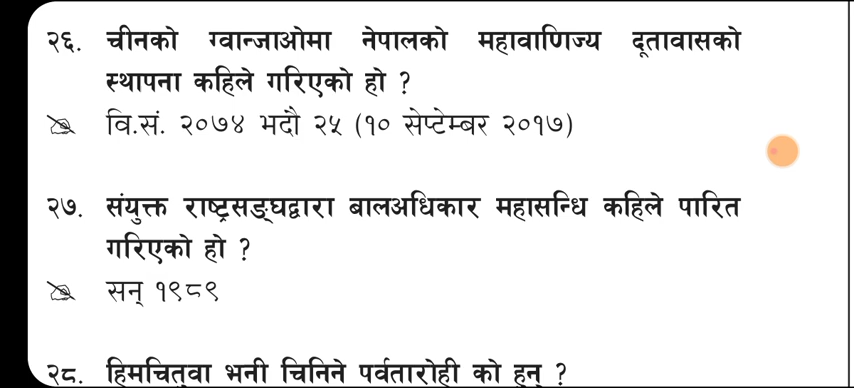 २६. चीनको ग्वान्जाओमा नेपालको महावाणिज्य दूतावासको
स्थापना कहिले गरिएको हो ?
वि.सं. २०७४ भदौ २५ (१० सेप्टेम्बर २०१७)
२७. संयुक्त राष्ट्रसङ्घद्वारा बालअधिकार महासन्धि कहिले पारित
गरिएको हो ?
सन् १९८९
२८. हिमचितुवा भनी चिनिने पर्वतारोही को हुन् ?